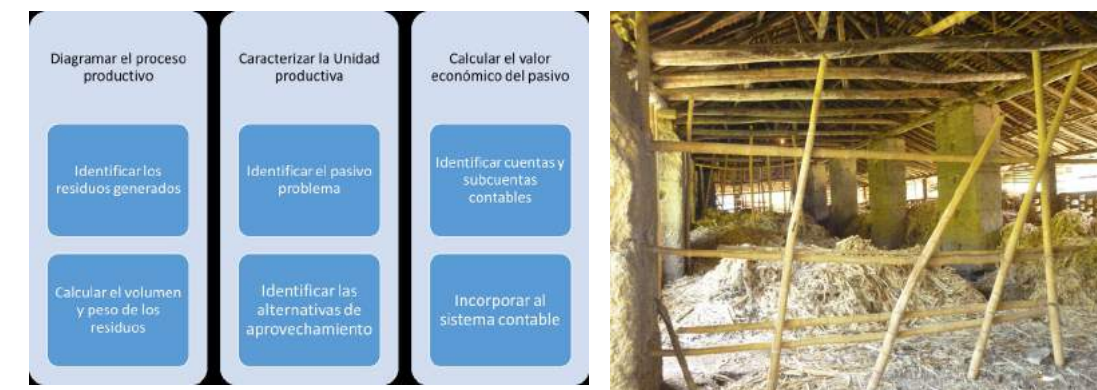 Diagramar el proceso
productivo
Identificar los
residuos generados
Calcular el volumen
y peso de los
residuos
Caracterizar la Unidad
productiva
Identificar el pasivo
problema
Identificar las
alternativas de
aprovechamiento
Calcular el valor
económico del pasivo
Identificar cuentas y
subcuentas
contables
Incorporar al
sistema contable